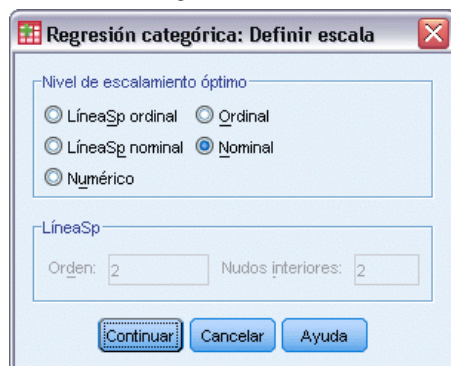 Regresión categórica: Definir escala
Nivel de escalamiento óptimo
LíneaSp ordinal Ordinal
LíneaSp nominal Nominal
Numérico
LíneaSp
Orden: 2 Nudos interiores: 2
Continuar Cancelar Ayuda